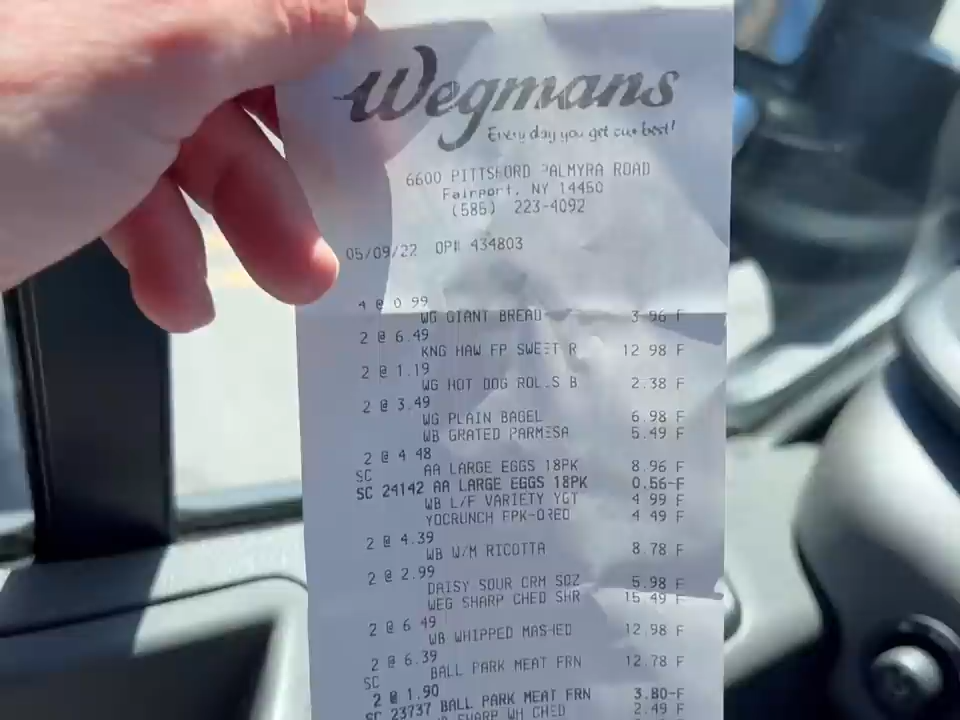 Wegmans
Every day you get our best!
6600 PITTSFORD PALMYRA ROAD
Fairport, NY 14450
(585) 223-4092
05/09/22 OP# 434803
4 @ 0.99
WG GIANT BREAD 3.96 F
2 @ 6.49
KNG HAW FP SWEET R 12.98 F
2 @ 1.19
WG HOT DOG ROLLS B 2.38 F
2 @ 3.49
WG PLAIN BAGEL 6.98 F
WB GRATED PARMESA 5.49 F
2 @ 4.48
SC AA LARGE EGGS 18PK 8.96 F
SC 24142 AA LARGE EGGS 18PK 0.56-F
WB L/F VARIETY YGT 4.99 F
YOCRUNCH FPK-OREO 4.49 F
2 @ 4.39
WB W/M RICOTTA 8.78 F
2 @ 2.99
DAISY SOUR CRM SQZ 5.98 F
WEG SHARP CHED SHR 15.49 F
2 @ 6.49
WB WHIPPED MASHED 12.98 F
2 @ 6.39
SC BALL PARK MEAT FRN 12.78 F
2 @ 1.90
SC 23737 BALL PARK MEAT FRN 3.80-F
SHARP WH CHED 2.49 F